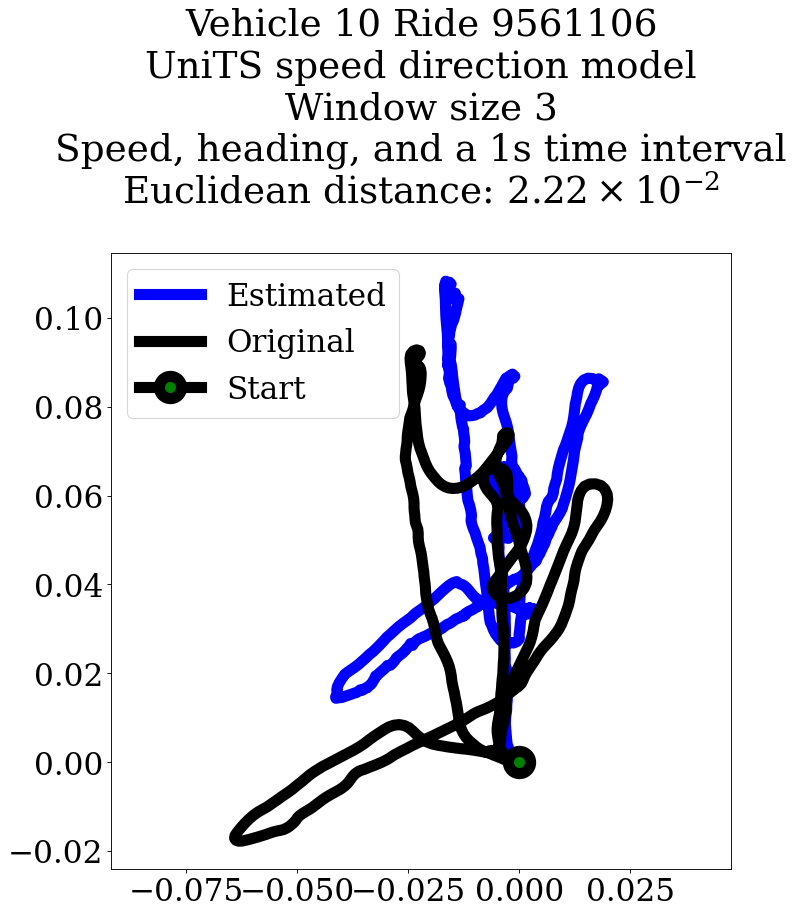 Vehicle 10 Ride 9561106
UniTS speed direction model
Window size 3
Speed, heading, and a 1s time interval
Euclidean distance: 2.22 × 10⁻²
Estimated
Original
Start
0.10
0.08
0.06
0.04
0.02
0.00
−0.02
−0.075 −0.050 −0.025 0.000 0.025